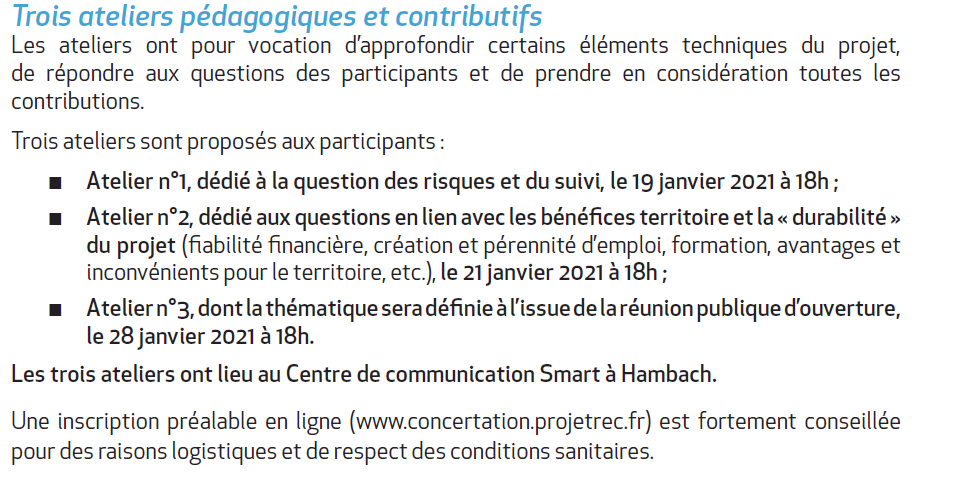 Trois ateliers pédagogiques et contributifs
Les ateliers ont pour vocation d’approfondir certains éléments techniques du projet,
de répondre aux questions des participants et de prendre en considération toutes les
contributions.
Trois ateliers sont proposés aux participants :
■ Atelier n°1, dédié à la question des risques et du suivi, le 19 janvier 2021 à 18h ;
■ Atelier n°2, dédié aux questions en lien avec les bénéfices territoire et la « durabilité »
du projet (fiabilité financière, création et pérennité d’emploi, formation, avantages et
inconvénients pour le territoire, etc.), le 21 janvier 2021 à 18h ;
■ Atelier n°3, dont la thématique sera définie à l’issue de la réunion publique d’ouverture,
le 28 janvier 2021 à 18h.
Les trois ateliers ont lieu au Centre de communication Smart à Hambach.
Une inscription préalable en ligne (www.concertation.projetrec.fr) est fortement conseillée
pour des raisons logistiques et de respect des conditions sanitaires.